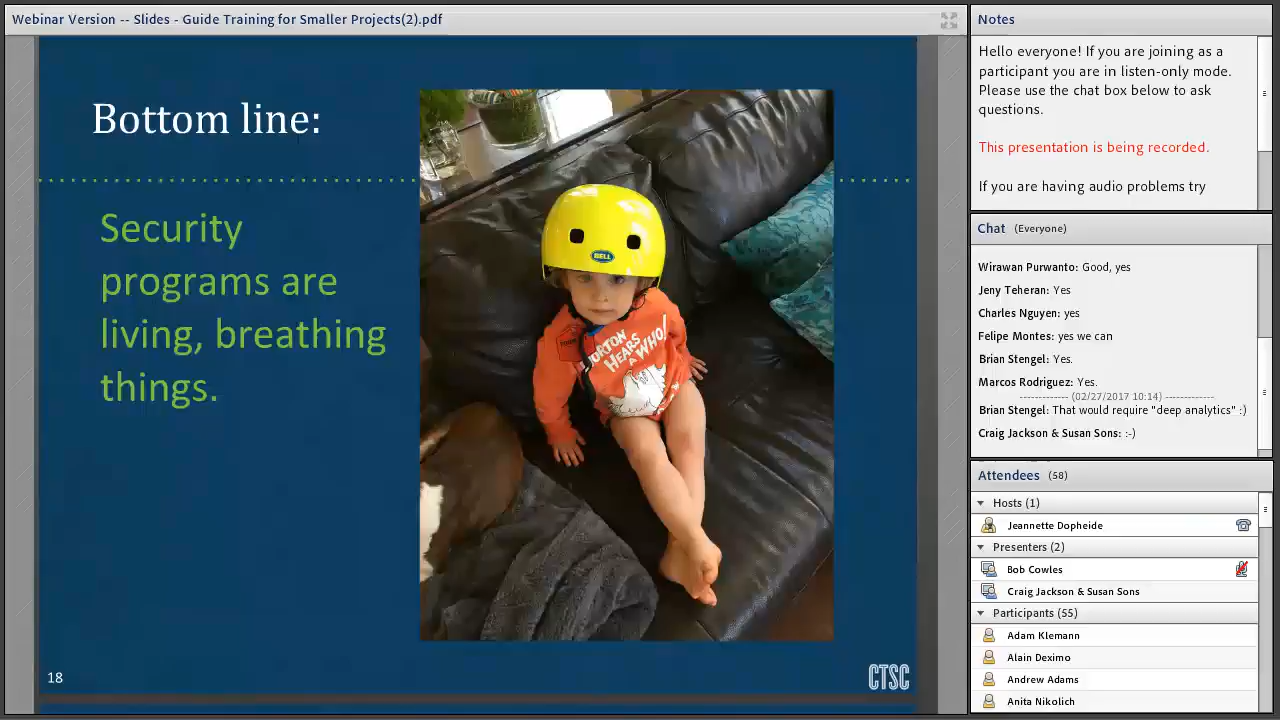 Webinar Version -- Slides - Guide Training for Smaller Projects(2).pdf
Bottom line:
Security
programs are
living, breathing
things.
BELL
HEARS
A WHO!
18
CTSC
Notes
Hello everyone! If you are joining as a
participant you are in listen-only mode.
Please use the chat box below to ask
questions.
This presentation is being recorded.
If you are having audio problems try
Chat (Everyone)
Wirawan Purwanto: Good, yes
Jeny Teheran: Yes
Charles Nguyen: yes
Felipe Montes: yes we can
Brian Stengel: Yes.
Marcos Rodriguez: Yes.
------------ (02/27/2017 10:14) -------------
Brian Stengel: That would require "deep analytics" :)
Craig Jackson & Susan Sons: :-)
Attendees (58)
Hosts (1)
Jeannette Dopheide
Presenters (2)
Bob Cowles
Craig Jackson & Susan Sons
Participants (55)
Adam Klemann
Alain Deximo
Andrew Adams
Anita Nikolich